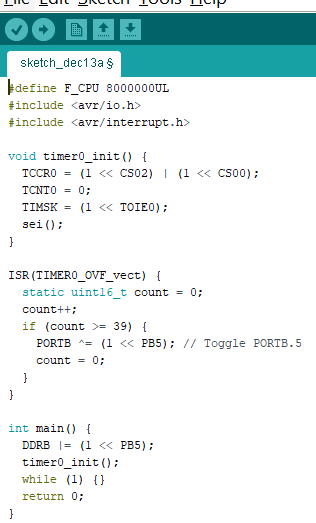 File Edit Sketch Tools Help
sketch_dec13a §
#define F_CPU 8000000UL
#include <avr/io.h>
#include <avr/interrupt.h>

void timer0_init() {
  TCCR0 = (1 << CS02) | (1 << CS00);
  TCNT0 = 0;
  TIMSK = (1 << TOIE0);
  sei();
}

ISR(TIMER0_OVF_vect) {
  static uint16_t count = 0;
  count++;
  if (count >= 39) {
    PORTB ^= (1 << PB5); // Toggle PORTB.5
    count = 0;
  }
}

int main() {
  DDRB |= (1 << PB5);
  timer0_init();
  while (1) {}
  return 0;
}